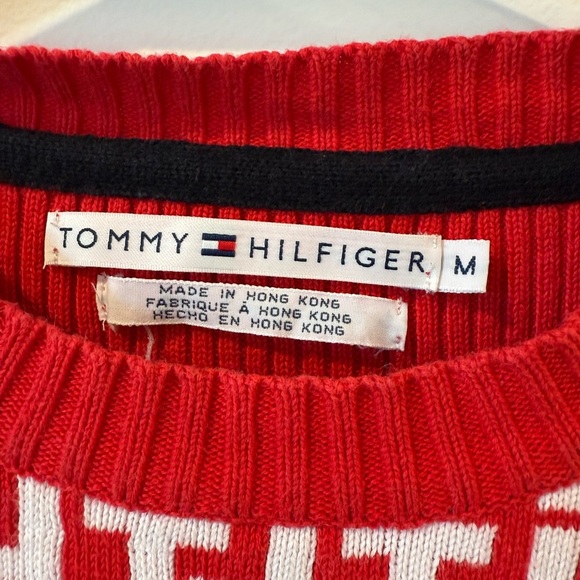 TOMMY HILFIGER M
MADE IN HONG KONG
FABRIQUE À HONG KONG
HECHO EN HONG KONG